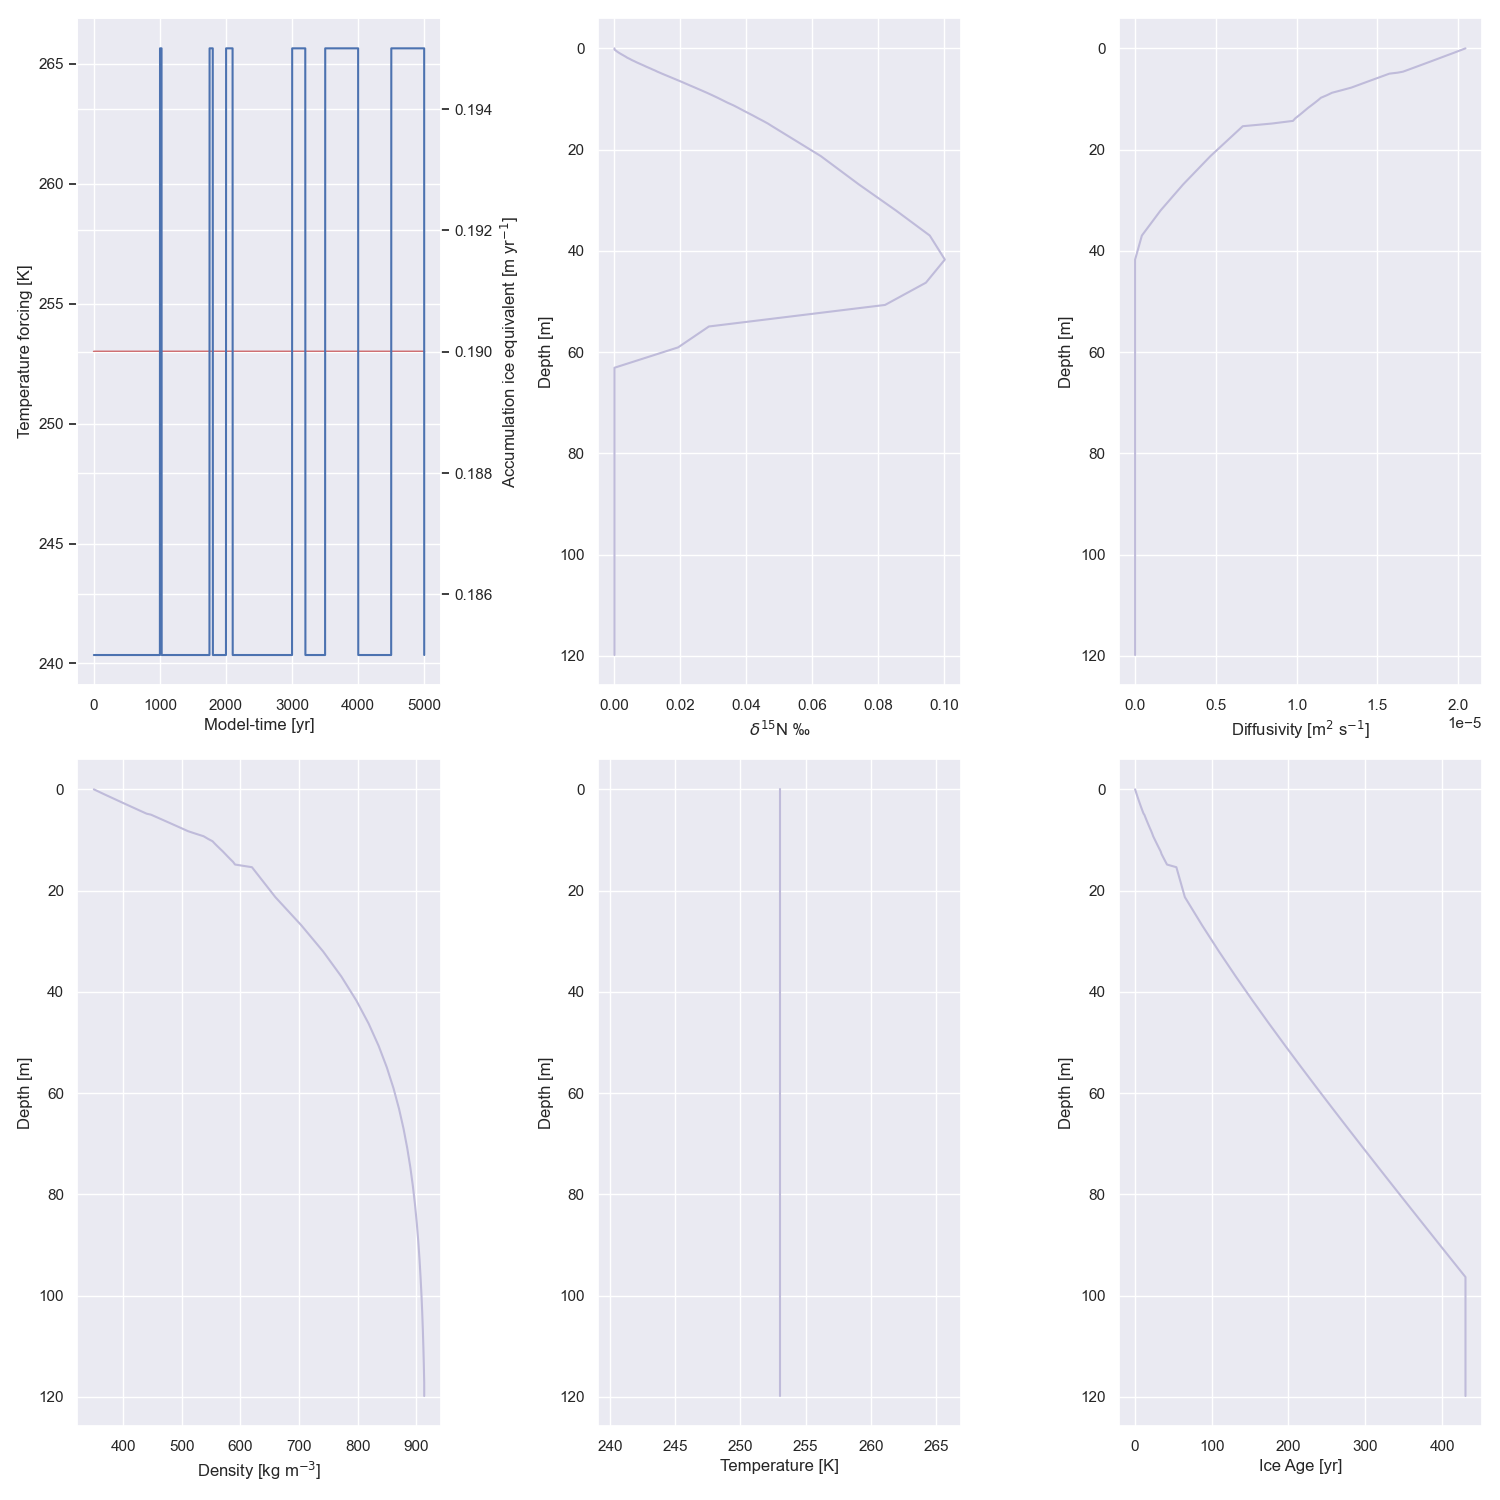 265
260
255
250
245
240
Temperature forcing [K]
0.194
0.192
0.190
0.188
0.186
Accumulation ice equivalent [m yr⁻¹]
0 1000 2000 3000 4000 5000
Model-time [yr]
0
20
40
60
80
100
120
Depth [m]
0.00 0.02 0.04 0.06 0.08 0.10
δ¹⁵N ‰
0
20
40
60
80
100
120
Depth [m]
0.0 0.5 1.0 1.5 2.0
1e−5
Diffusivity [m² s⁻¹]
0
20
40
60
80
100
120
Depth [m]
400 500 600 700 800 900
Density [kg m⁻³]
0
20
40
60
80
100
120
Depth [m]
240 245 250 255 260 265
Temperature [K]
0
20
40
60
80
100
120
Depth [m]
0 100 200 300 400
Ice Age [yr]